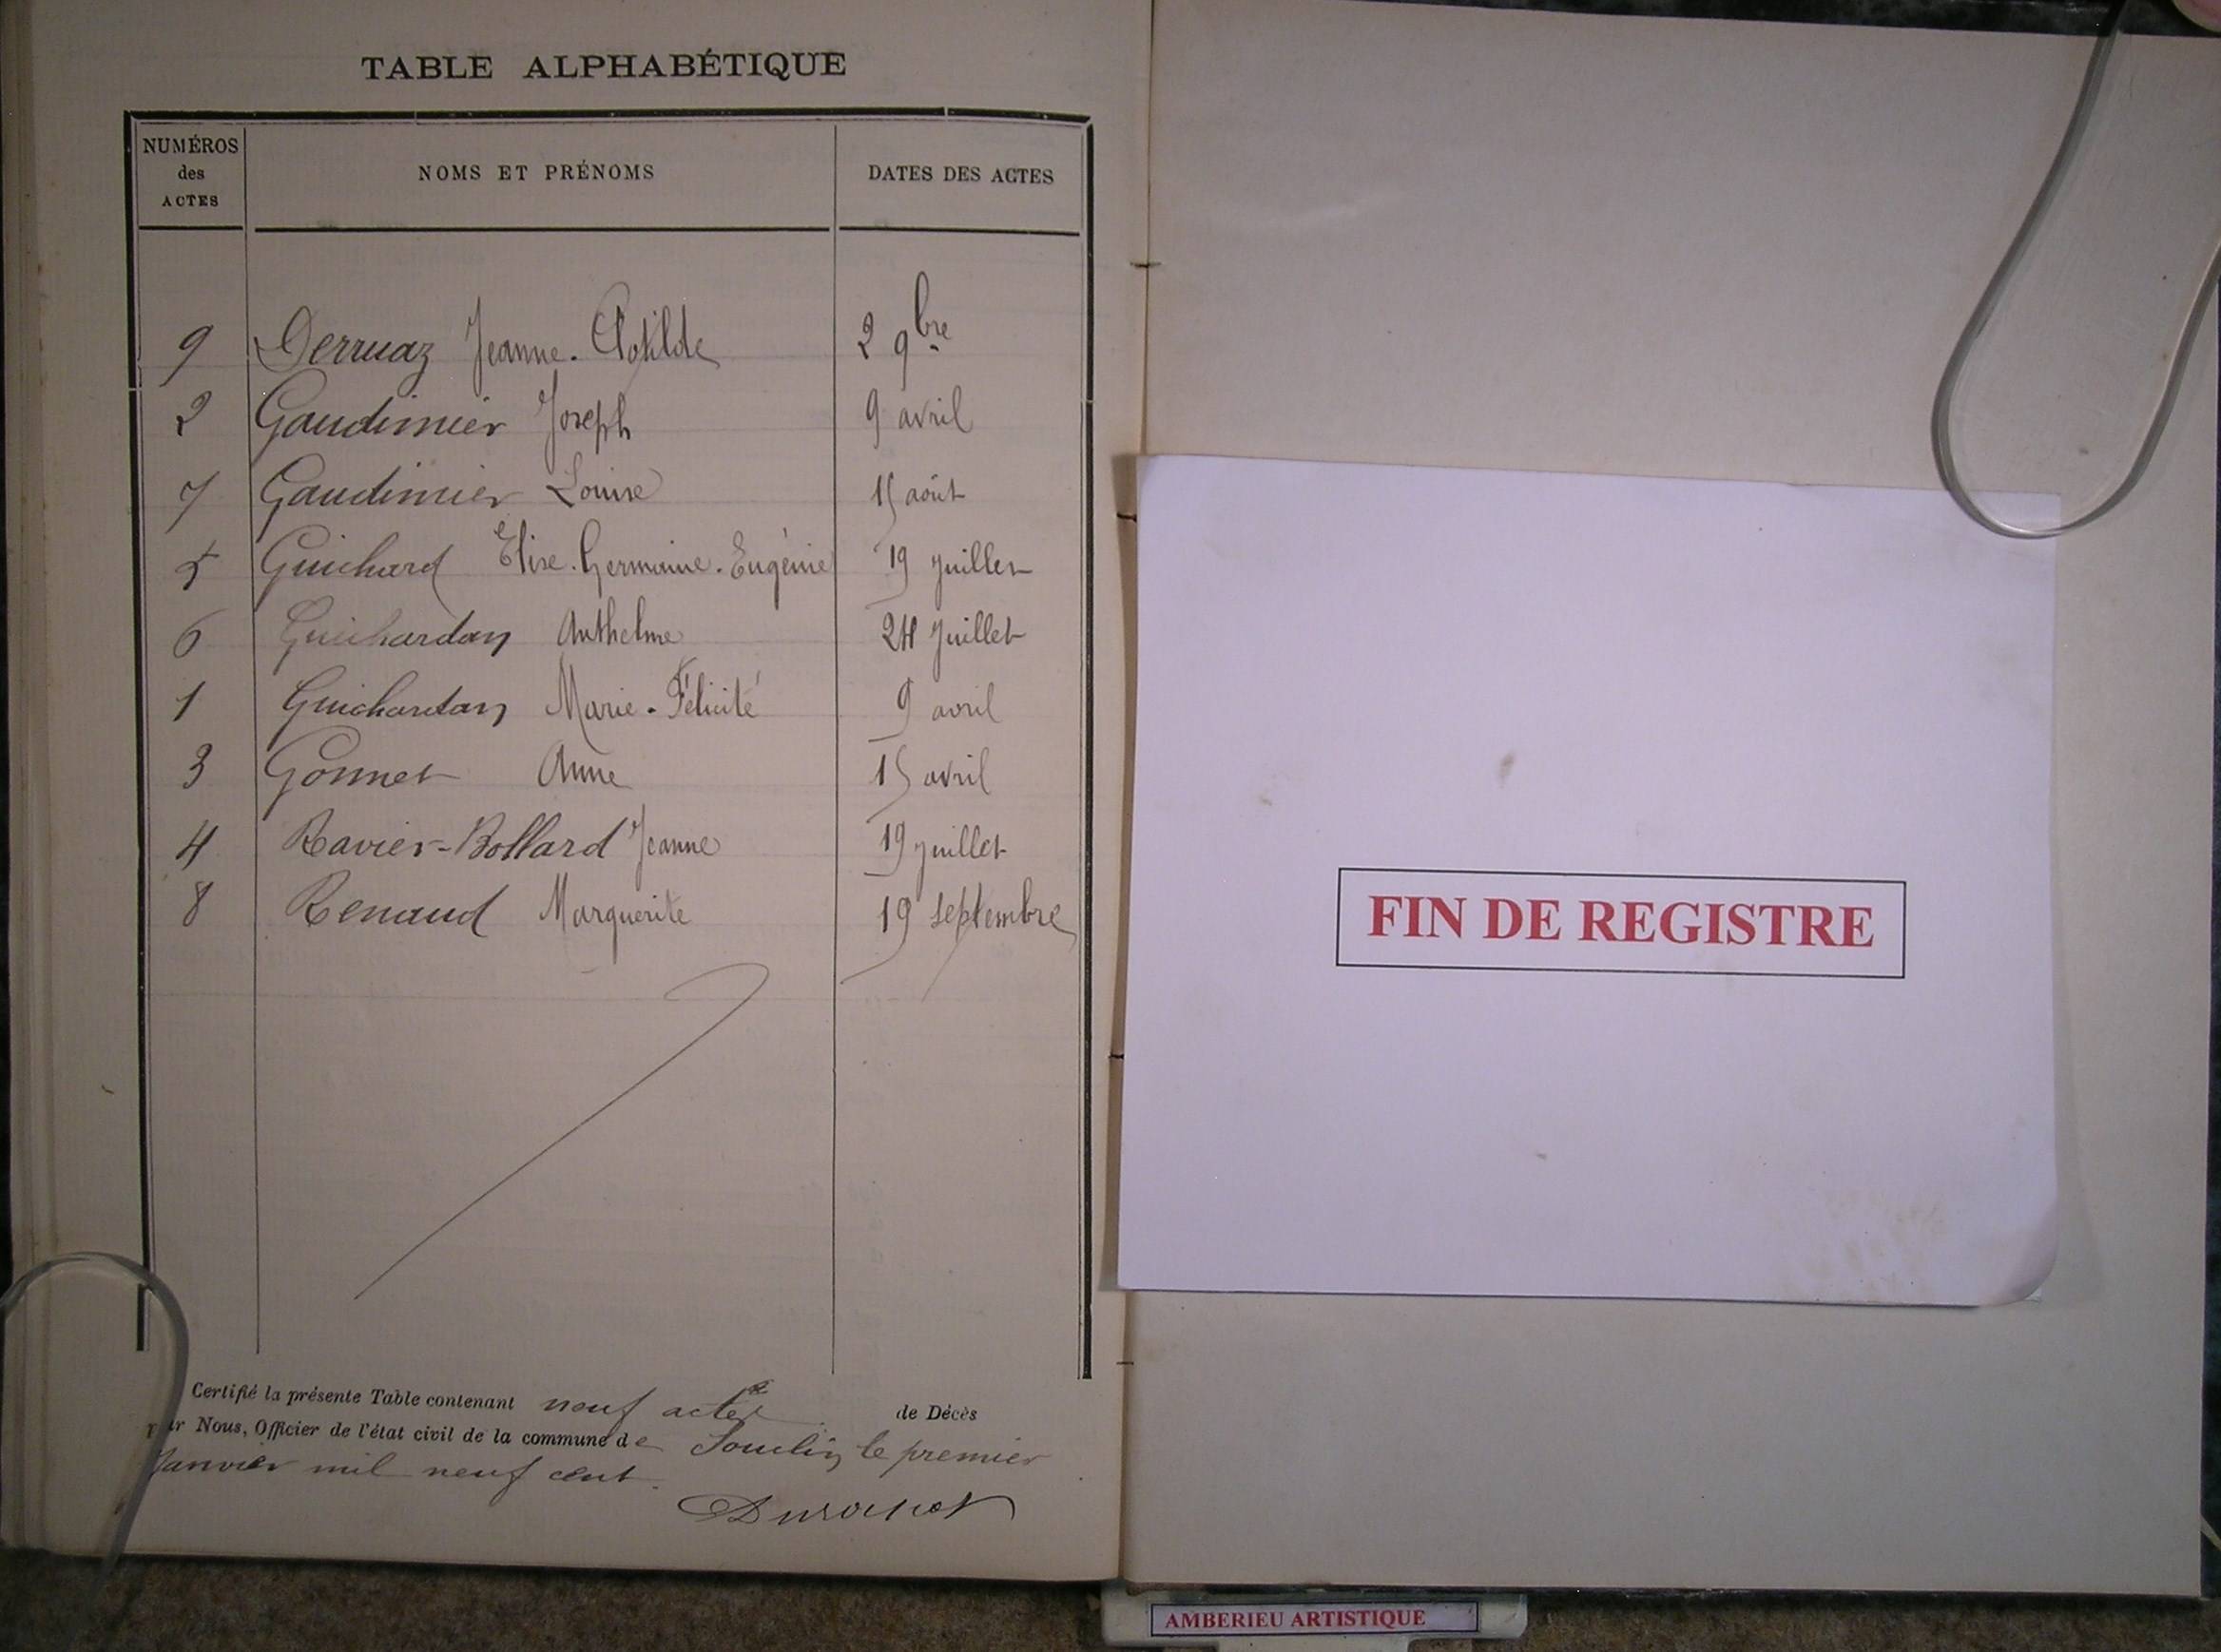 TABLE ALPHABÉTIQUE
NUMÉROS des ACTES NOMS ET PRÉNOMS DATES DES ACTES
9 Derruaz Jeanne-Clotilde 2 9bre
2 Gaudimier Joseph 9 avril
7 Gaudimier Louise 15 août
5 Guichard Elise-Germaine-Eugénie 19 juillet
6 Guichardan Anthelme 24 juillet
1 Guichardan Marie-Félicité 9 avril
3 Gonnet Anne 15 avril
4 Ravier-Bollard Jeanne 19 juillet
8 Renaud Marguerite 19 septembre
Certifié la présente Table contenant neuf actes de Décès
par Nous, Officier de l'état civil de la commune de Souclin, le premier
Janvier mil neuf cent.
FIN DE REGISTRE
AMBERIEU ARTISTIQUE